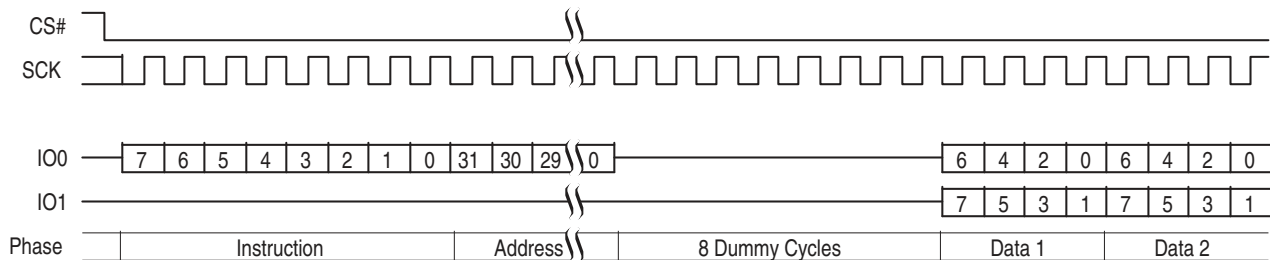 CS#
SCK
IO0 7 6 5 4 3 2 1 0 31 30 29 0 6 4 2 0 6 4 2 0
IO1 7 5 3 1 7 5 3 1
Phase Instruction Address 8 Dummy Cycles Data 1 Data 2